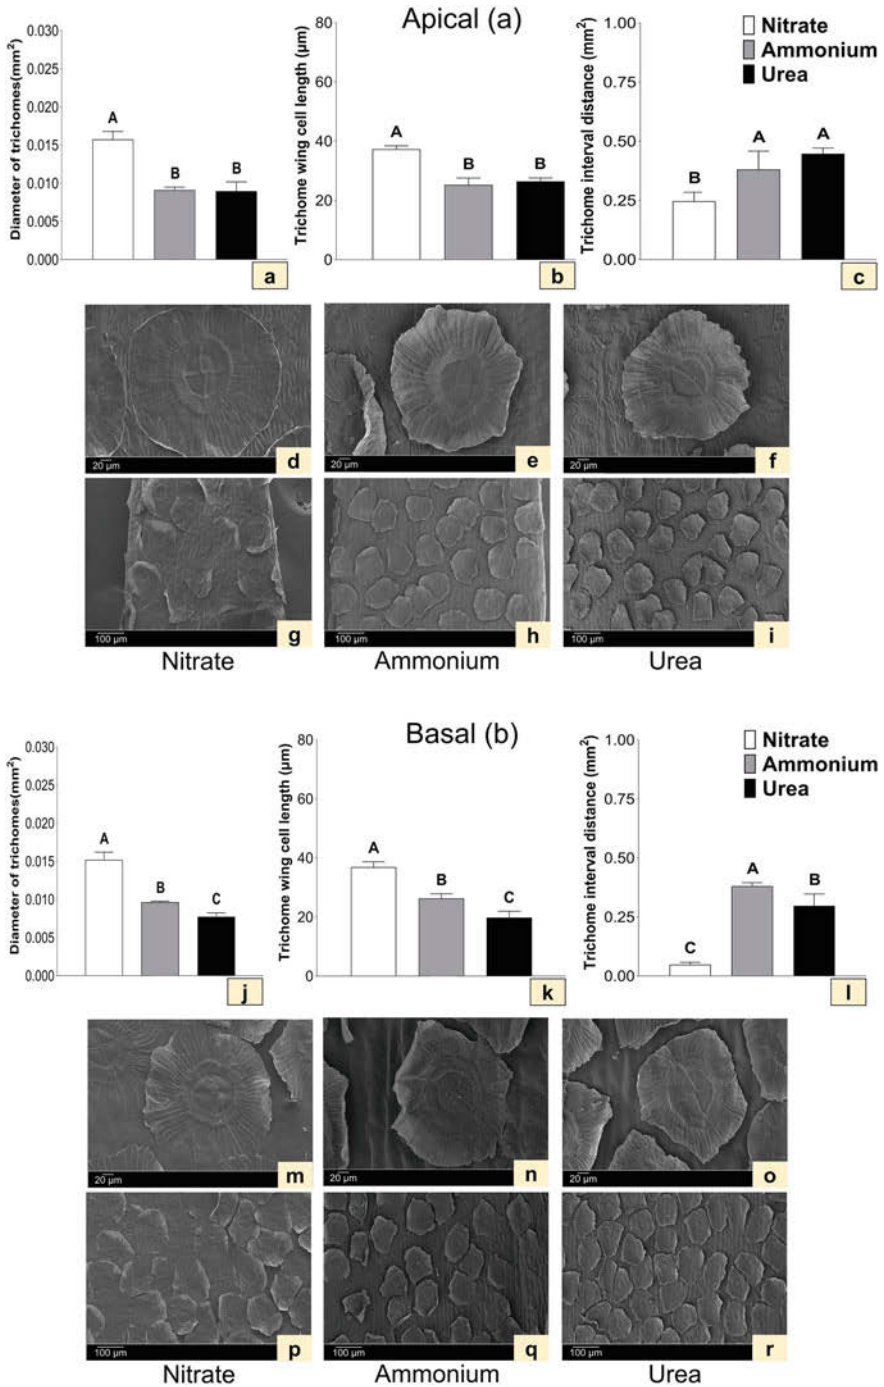 Apical (a)
Diameter of trichomes(mm²)
0.030
0.025
0.020
0.015
0.010
0.005
0.000
A
B
B
a
Trichome wing cell length (µm)
80
60
40
20
0
A
B
B
b
Trichome interval distance (mm²)
1.00
0.75
0.50
0.25
0.00
B
A
A
c
Nitrate
Ammonium
Urea
20 µm
d
20 µm
e
20 µm
f
100 µm
g
100 µm
h
100 µm
i
Nitrate
Ammonium
Urea
Basal (b)
Diameter of trichomes(mm²)
0.030
0.025
0.020
0.015
0.010
0.005
0.000
A
B
C
j
Trichome wing cell length (µm)
80
60
40
20
0
A
B
C
k
Trichome interval distance (mm²)
1.00
0.75
0.50
0.25
0.00
C
A
B
l
Nitrate
Ammonium
Urea
20 µm
m
20 µm
n
20 µm
o
100 µm
p
100 µm
q
100 µm
r
Nitrate
Ammonium
Urea